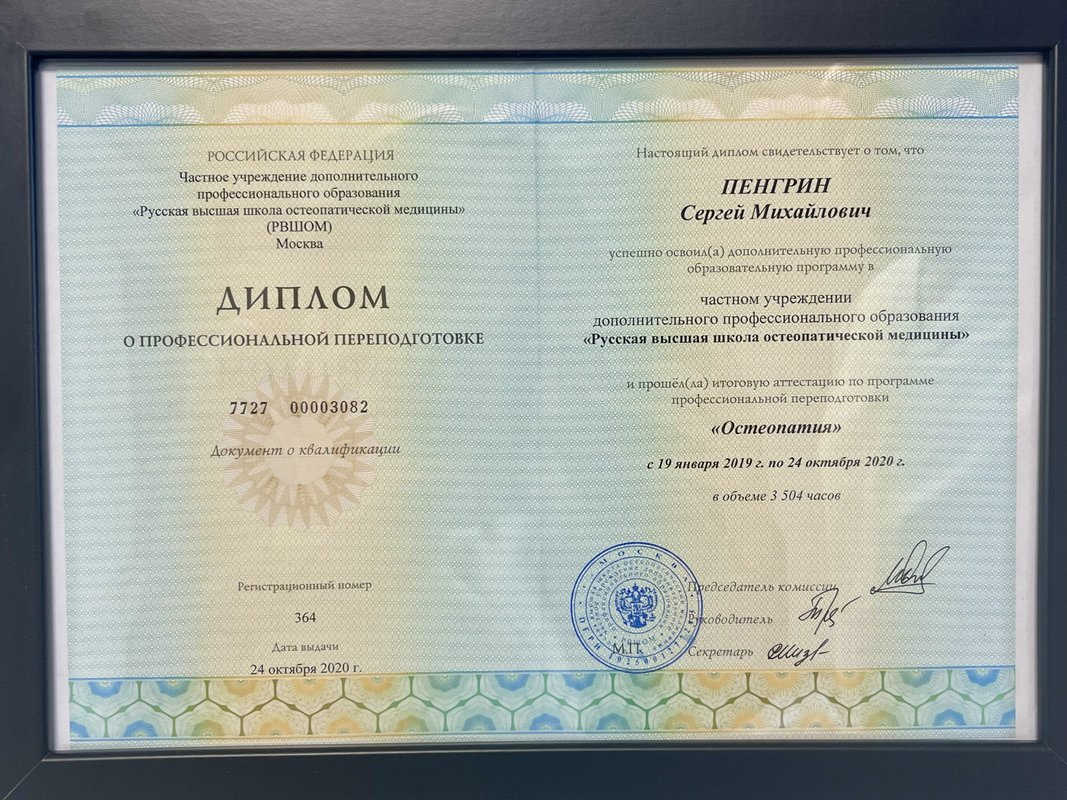 РОССИЙСКАЯ ФЕДЕРАЦИЯ
Частное учреждение дополнительного
профессионального образования
«Русская высшая школа остеопатической медицины»
(РВШОМ)
Москва
ДИПЛОМ
О ПРОФЕССИОНАЛЬНОЙ ПЕРЕПОДГОТОВКЕ
7727 00003082
Документ о квалификации
Регистрационный номер
364
Дата выдачи
24 октября 2020 г.
Настоящий диплом свидетельствует о том, что
ПЕНГРИН
Сергей Михайлович
успешно освоил(а) дополнительную профессиональную
образовательную программу в
частном учреждении
дополнительного профессионального образования
«Русская высшая школа остеопатической медицины»
и прошёл(ла) итоговую аттестацию по программе
профессиональной переподготовки
«Остеопатия»
с 19 января 2019 г. по 24 октября 2020 г.
в объеме 3 504 часов
Председатель комиссии
Руководитель
М.П.
Секретарь
МОСКВА
РВШОМ
ОГРН